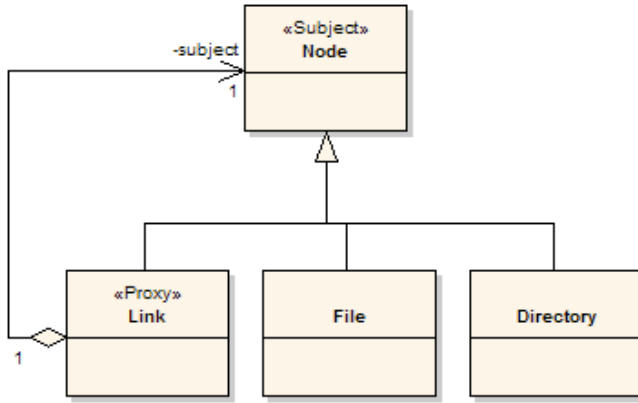 «Subject»
Node
-subject
1
«Proxy»
Link
File
Directory
1